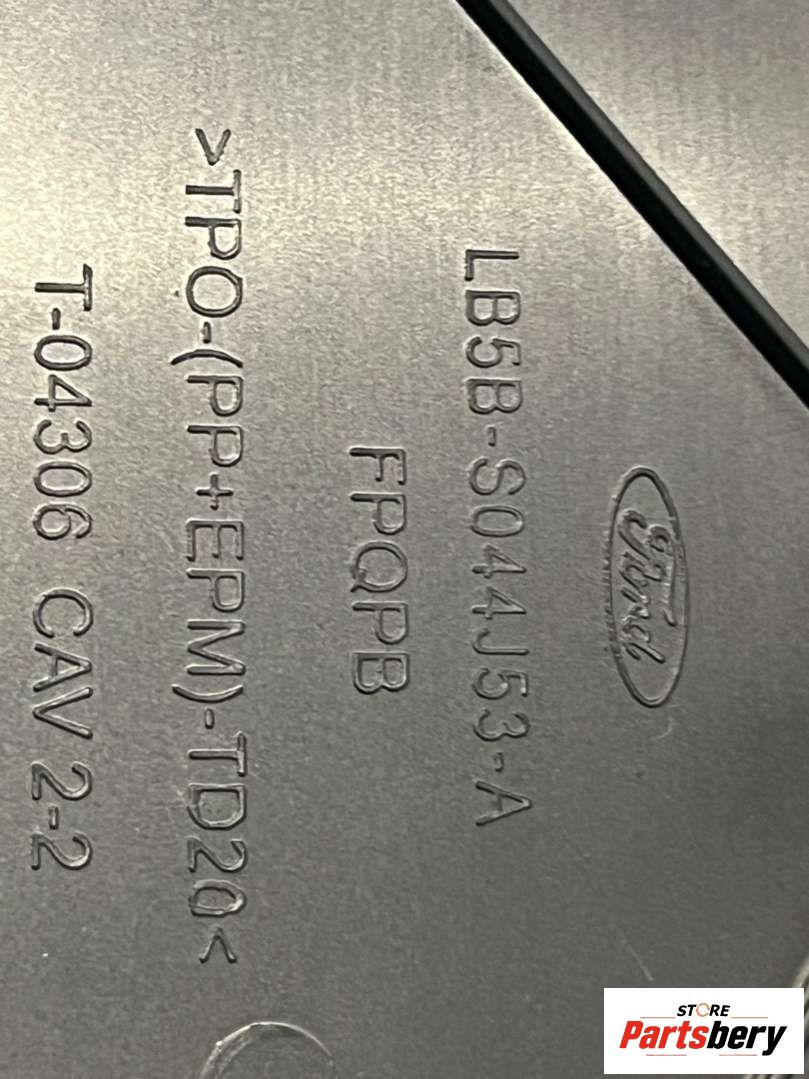 Ford
LB5B-S044J53-A
FPQPB
>TPO-(PP+EPM)-TD20<
T-04306 CAV 2-2
STORE
Partsbery